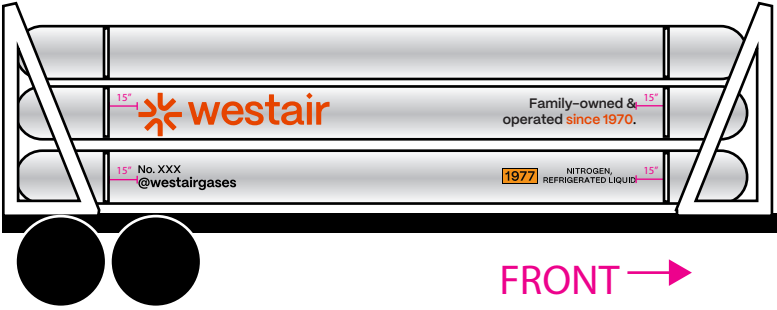 15"
westair
Family-owned &
operated since 1970.
15"
15"
No. XXX
@westairgases
1977
NITROGEN,
REFRIGERATED LIQUID
15"
FRONT